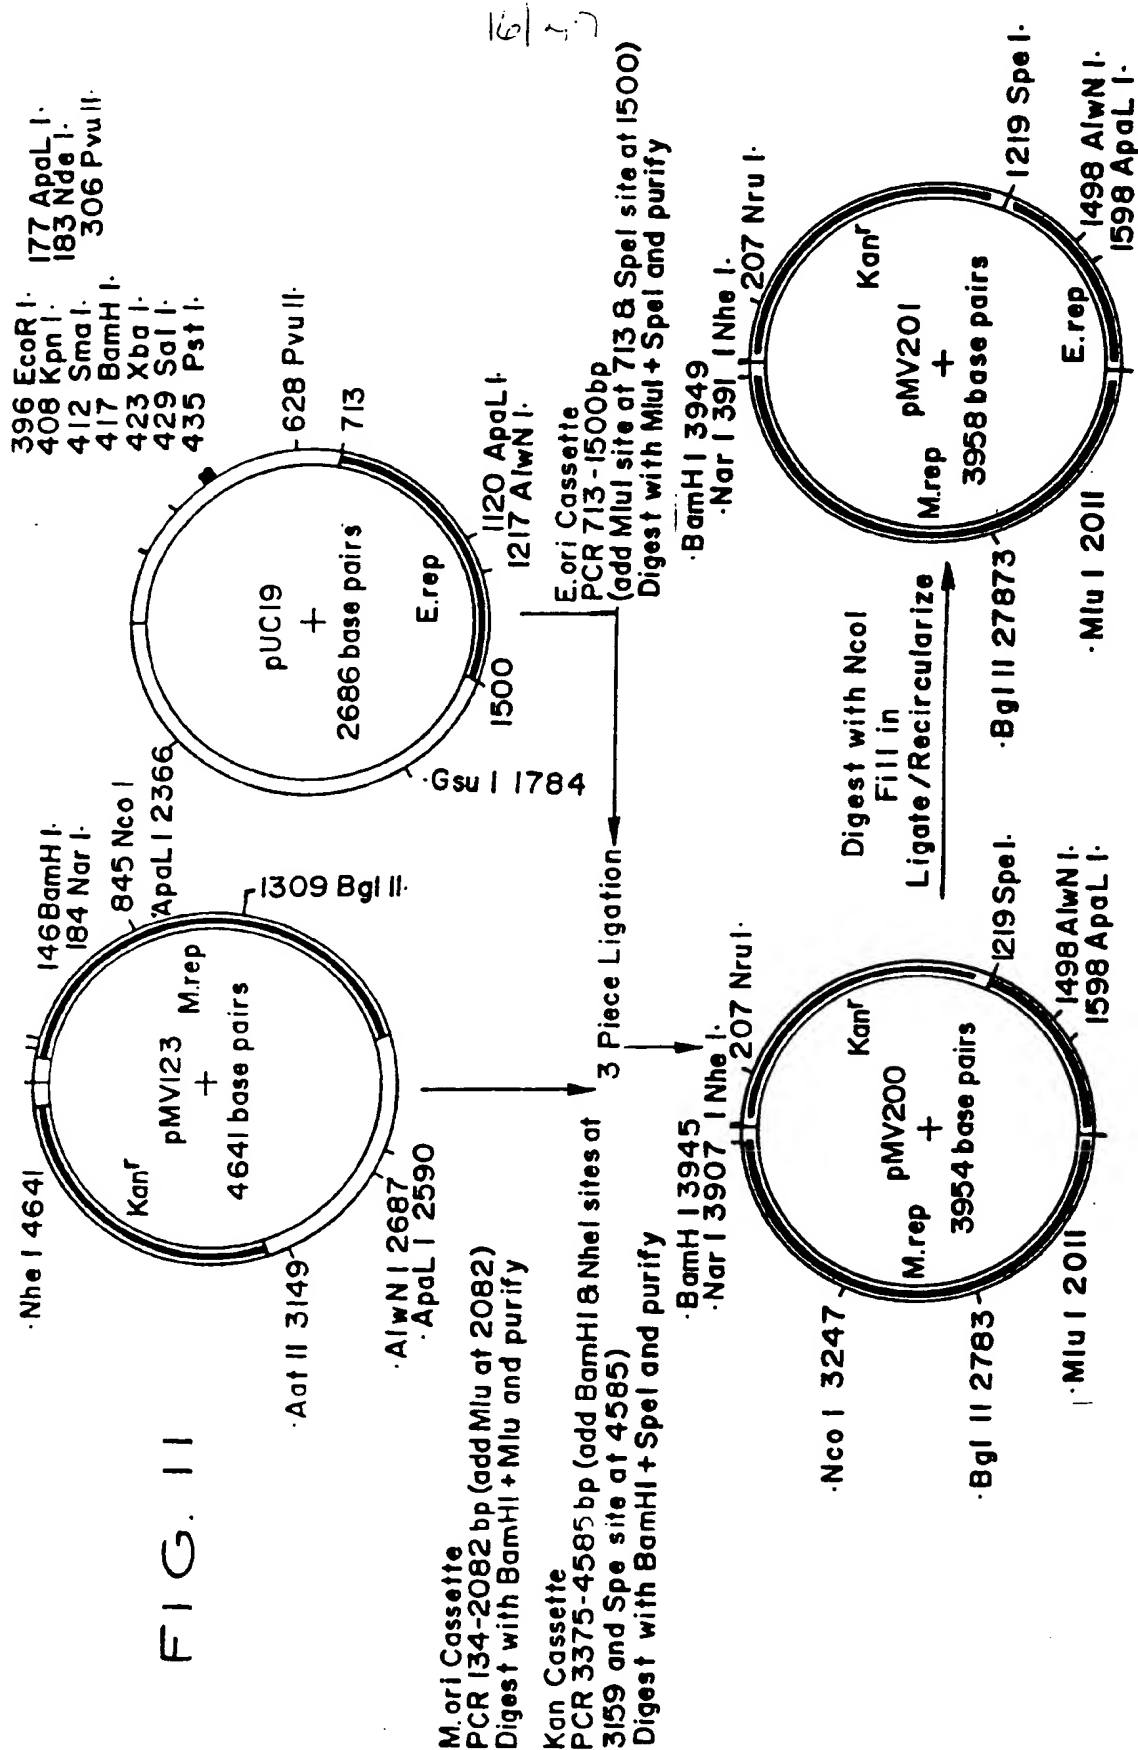 FIG. 11
·Nhe I 4641
146 BamH I·
184 Nar I·
845 Nco I
Kanr
pMV123
+
4641 base pairs
M.rep
1309 Bgl II·
·Aat II 3149
·AlwN I 2687
·ApaL I 2590
396 EcoR I·
408 Kpn I·
412 Sma I·
417 BamH I·
423 Xba I·
429 Sal I·
435 Pst I·
177 ApaL I·
183 Nde I·
306 Pvu II·
628 Pvu II·
713
ApaL I 2366
pUC19
+
2686 base pairs
E.rep
1120 ApaL I·
1217 AlwN I·
1500
·Gsu I 1784
M.ori Cassette
PCR 134-2082 bp (add Mlu at 2082)
Digest with BamHI + Mlu and purify
Kan Cassette
PCR 3375-4585 bp (add BamHI & NheI sites at
3159 and Spe site at 4585)
Digest with BamHI + SpeI and purify
3 Piece Ligation
E.ori Cassette
PCR 713-1500bp
(add MluI site at 713 & SpeI site at 1500)
Digest with MluI + SpeI and purify
·BamH I 3945
·Nar I 3907
1 Nhe I·
207 Nru I·
Kanr
pMV200
+
3954 base pairs
M.rep
·Nco I 3247
·Bgl II 2783
·Mlu I 2011
1219 Spe I·
1498 AlwN I·
1598 ApaL I·
Digest with NcoI
Fill in
Ligate/Recircularize
·BamH I 3949
·Nar I 391
1 Nhe I·
207 Nru I·
Kanr
pMV201
+
3958 base pairs
M.rep
E.rep
·Bgl II 27873
·Mlu I 2011
1219 Spe I·
1498 AlwN I·
1598 ApaL I·